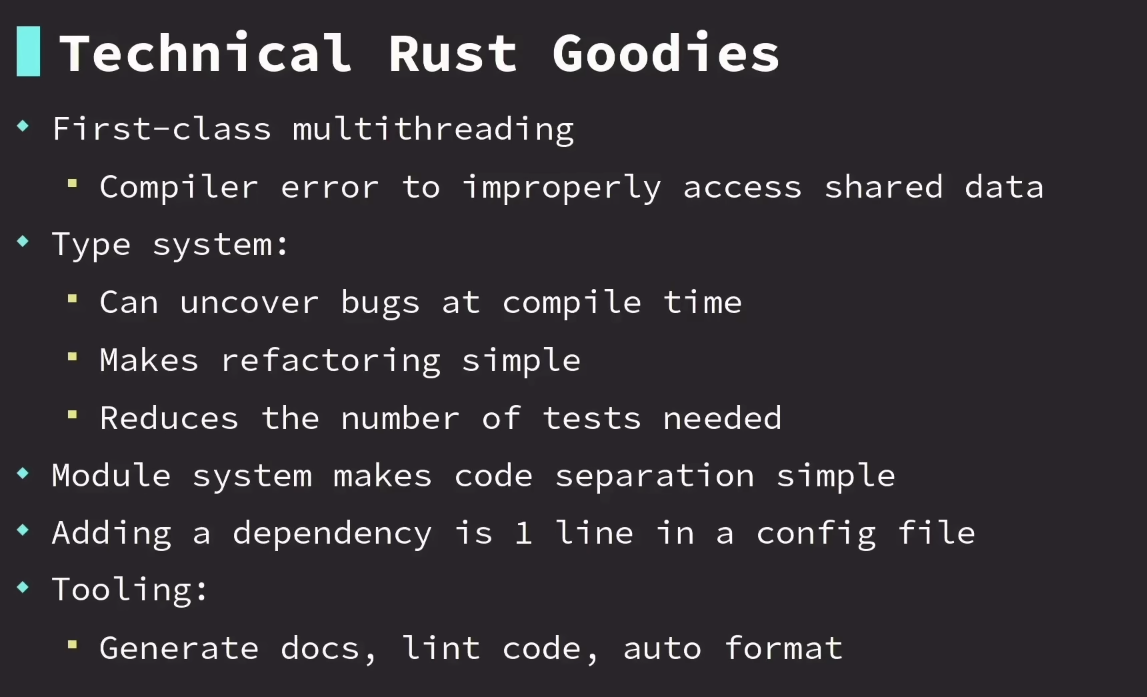 Technical Rust Goodies
First-class multithreading
Compiler error to improperly access shared data
Type system:
Can uncover bugs at compile time
Makes refactoring simple
Reduces the number of tests needed
Module system makes code separation simple
Adding a dependency is 1 line in a config file
Tooling:
Generate docs, lint code, auto format